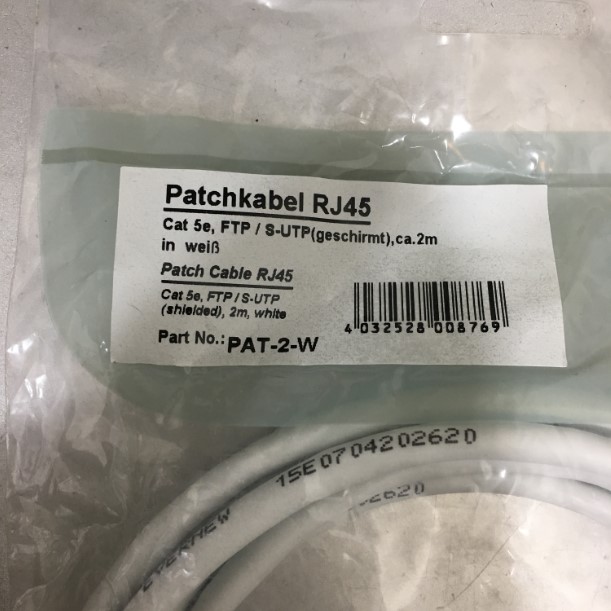 Patchkabel RJ45
Cat 5e, FTP / S-UTP(geschirmt),ca.2m
in weiß
Patch Cable RJ45
Cat 5e, FTP / S-UTP
(shielded), 2m, white
4 032528 008769
Part No.: PAT-2-W
15E0704202620
2620